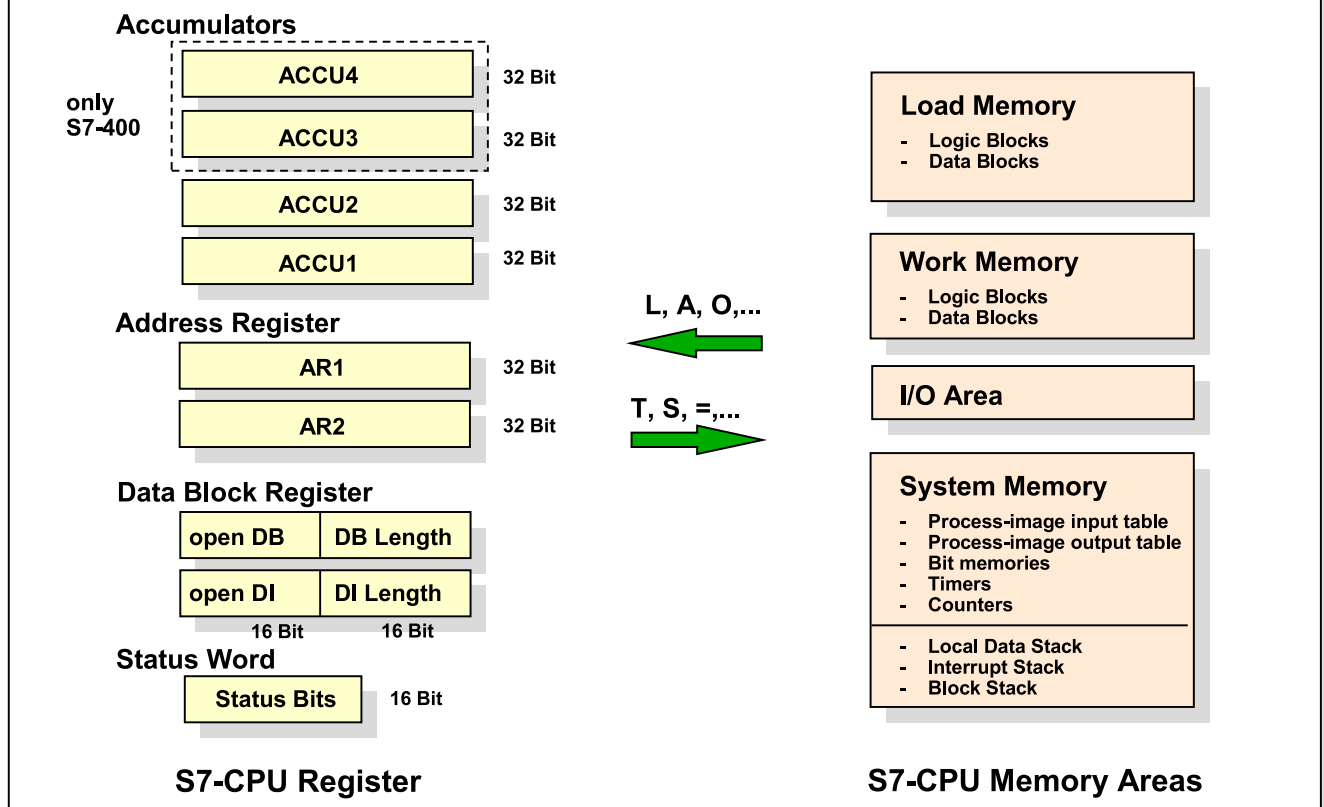 Accumulators
only
S7-400
ACCU4
32 Bit
ACCU3
32 Bit
ACCU2
32 Bit
ACCU1
32 Bit
Address Register
AR1
32 Bit
AR2
32 Bit
Data Block Register
open DB
DB Length
open DI
DI Length
16 Bit
16 Bit
Status Word
Status Bits
16 Bit
S7-CPU Register
L, A, O,...
T, S, =,...
Load Memory
- Logic Blocks
- Data Blocks
Work Memory
- Logic Blocks
- Data Blocks
I/O Area
System Memory
- Process-image input table
- Process-image output table
- Bit memories
- Timers
- Counters
- Local Data Stack
- Interrupt Stack
- Block Stack
S7-CPU Memory Areas